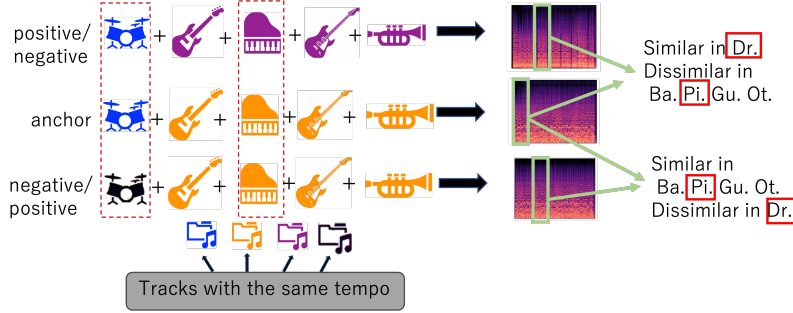 positive/
negative
+ + + +
Similar in Dr.
Dissimilar in
Ba. Pi. Gu. Ot.
anchor
+ + + +
negative/
positive
+ + + +
Similar in
Ba. Pi. Gu. Ot.
Dissimilar in Dr.
Tracks with the same tempo